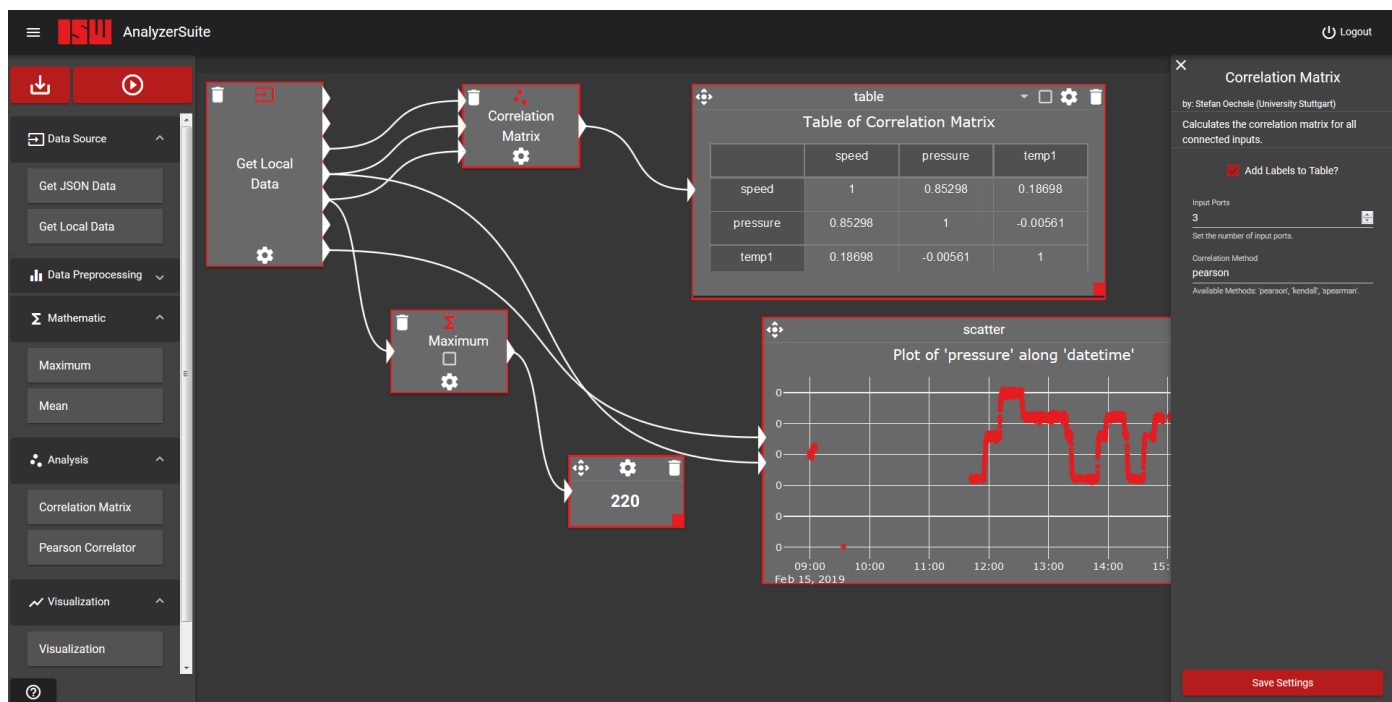 ISW
AnalyzerSuite
Logout
Data Source
Get JSON Data
Get Local Data
Data Preprocessing
Σ Mathematic
Maximum
Mean
Analysis
Correlation Matrix
Pearson Correlator
Visualization
Visualization
Get Local
Data
Correlation
Matrix
Σ
Maximum
220
table
Table of Correlation Matrix
speed pressure temp1
speed 1 0.85298 0.18698
pressure 0.85298 1 -0.00561
temp1 0.18698 -0.00561 1
scatter
Plot of 'pressure' along 'datetime'
0
0
0
0
0
0
09:00 10:00 11:00 12:00 13:00 14:00 15:
Feb 15, 2019
Correlation Matrix
by: Stefan Oechsle (University Stuttgart)
Calculates the correlation matrix for all
connected inputs.
Add Labels to Table?
Input Ports
3
Set the number of input ports.
Correlation Method
pearson
Available Methods: 'pearson', 'kendall', 'spearman'.
Save Settings